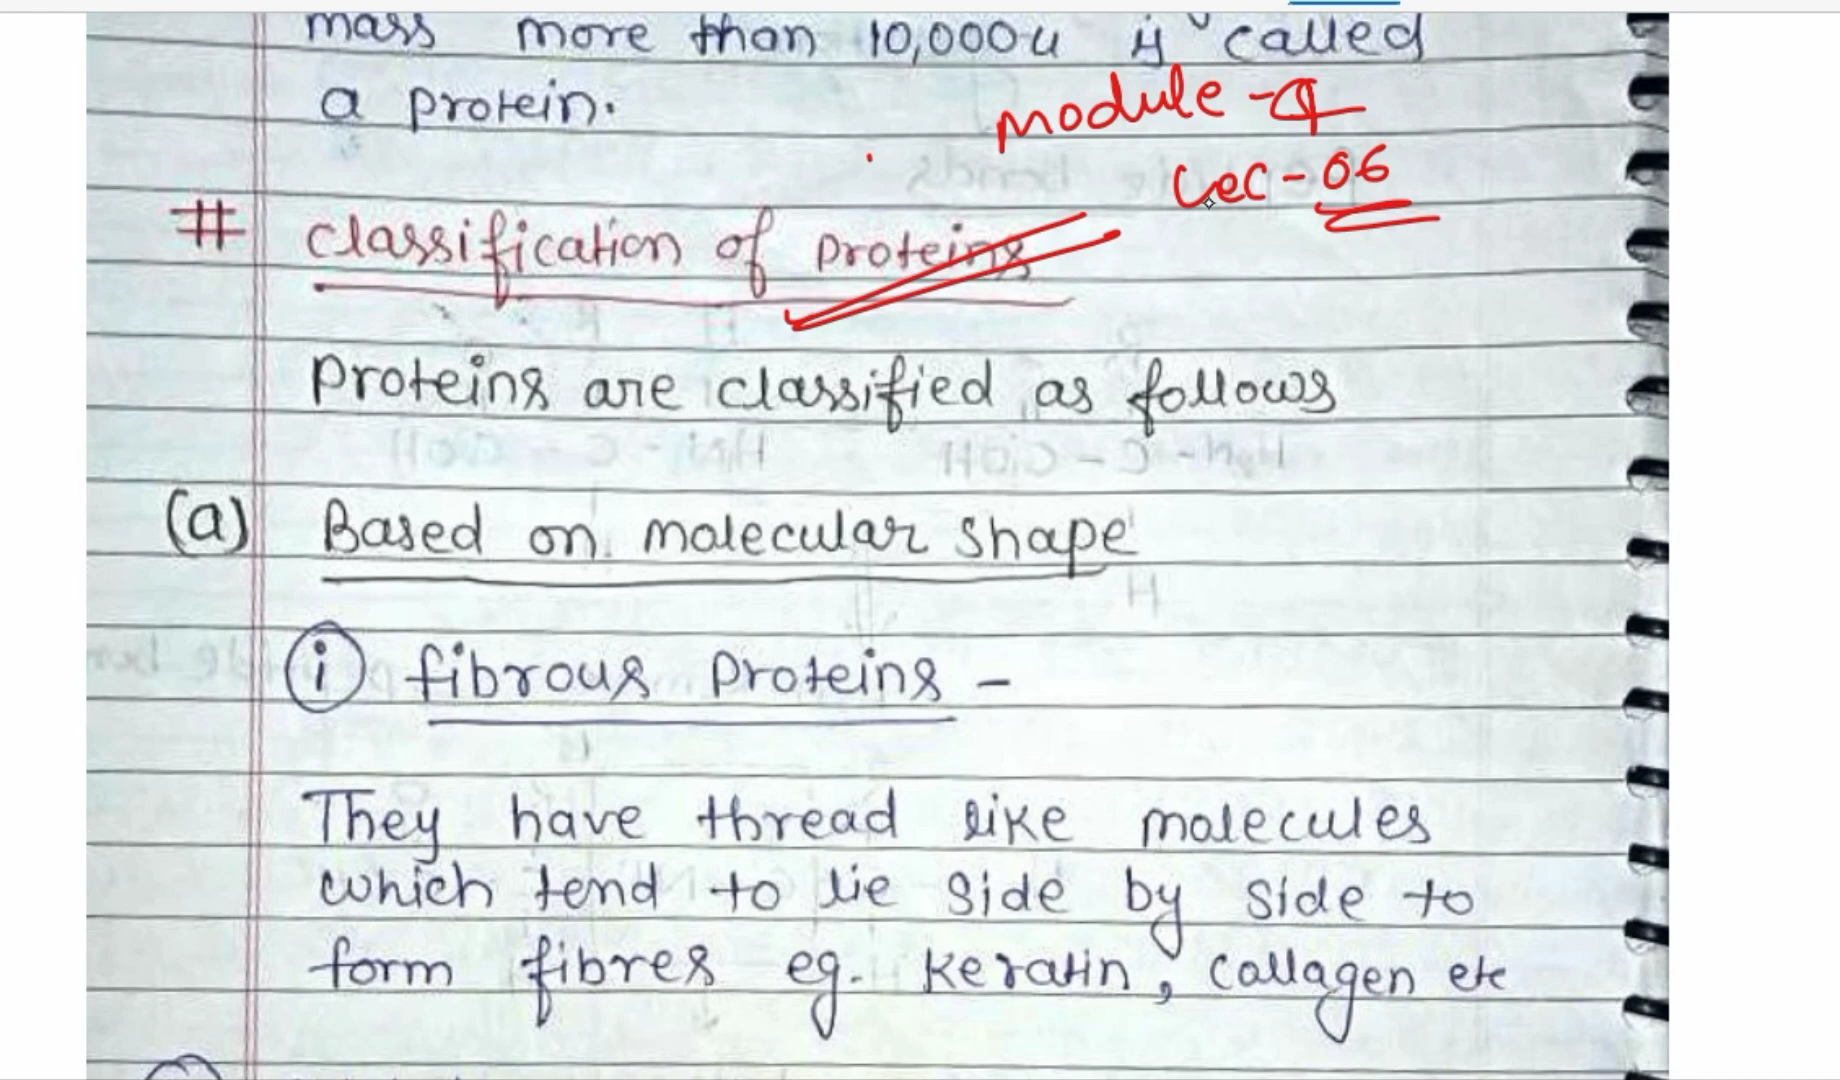 mass more than 10,000u is called
a protein.
Module -
Lec - 06
# Classification of proteins
Proteins are classified as follows
(a) Based on molecular shape
(i) fibrous proteins -
They have thread like molecules
which tend to lie side by side to
form fibres eg. keratin, collagen etc